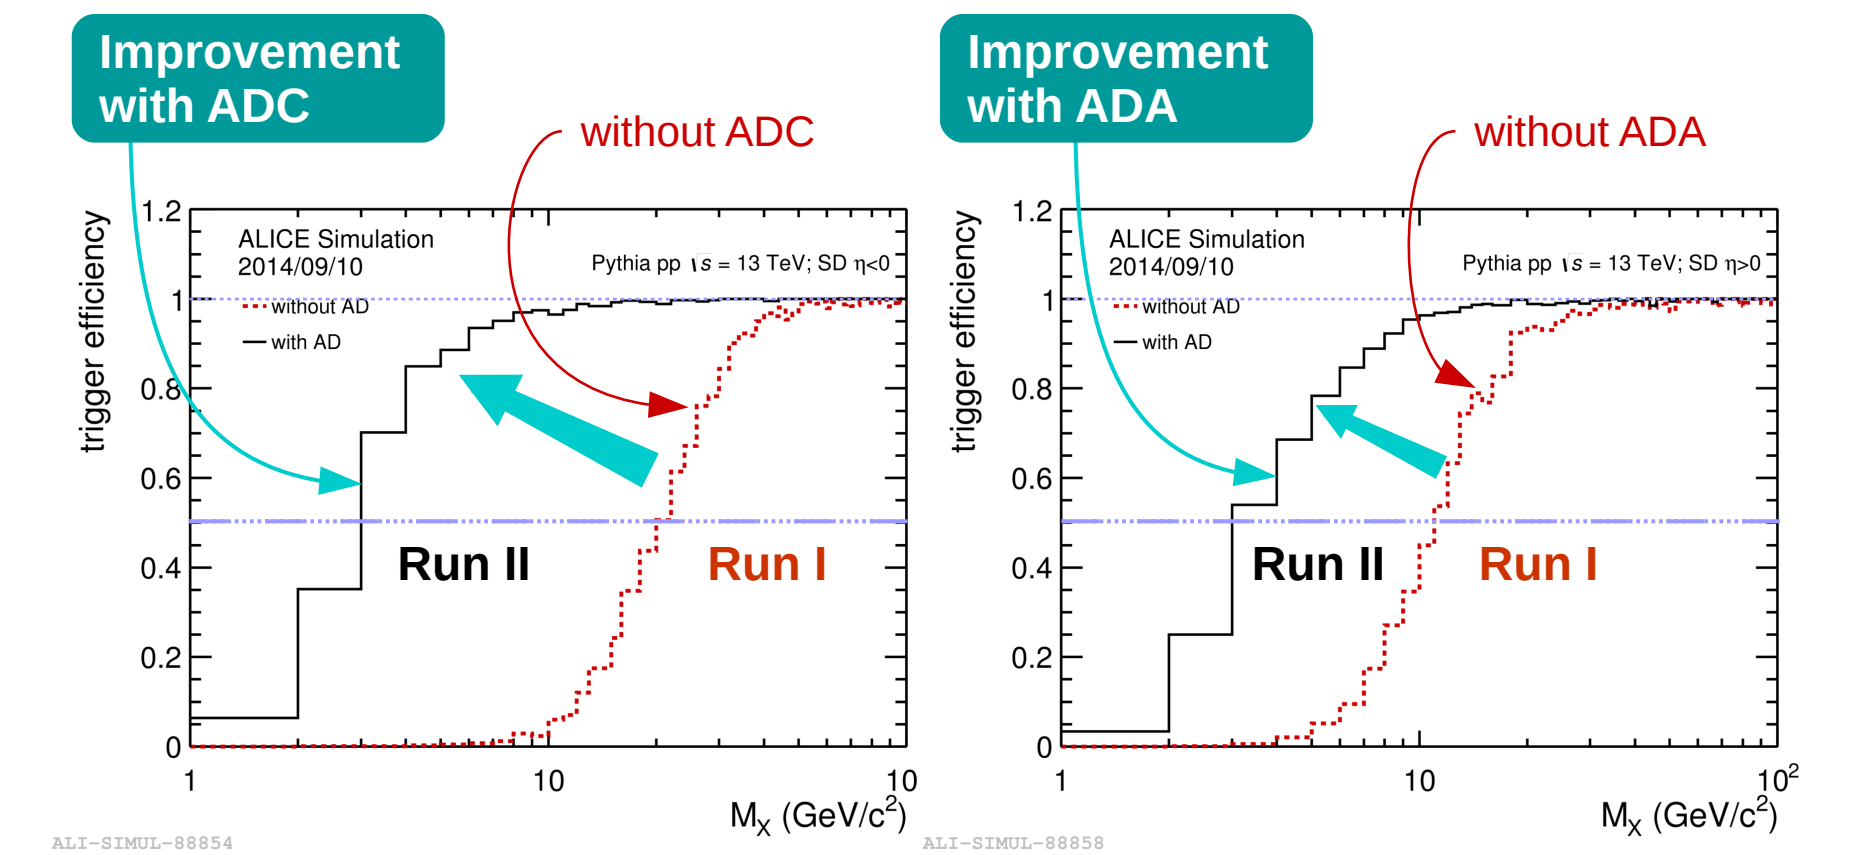 Improvement
with ADC
without ADC
trigger efficiency
1.2
1
0.8
0.6
0.4
0.2
0
ALICE Simulation
2014/09/10
Pythia pp √s = 13 TeV; SD η<0
without AD
with AD
Run II
Run I
1
10
10
M_X (GeV/c²)
ALI-SIMUL-88854
Improvement
with ADA
without ADA
trigger efficiency
1.2
1
0.8
0.6
0.4
0.2
0
ALICE Simulation
2014/09/10
Pythia pp √s = 13 TeV; SD η>0
without AD
with AD
Run II
Run I
1
10
10²
M_X (GeV/c²)
ALI-SIMUL-88858